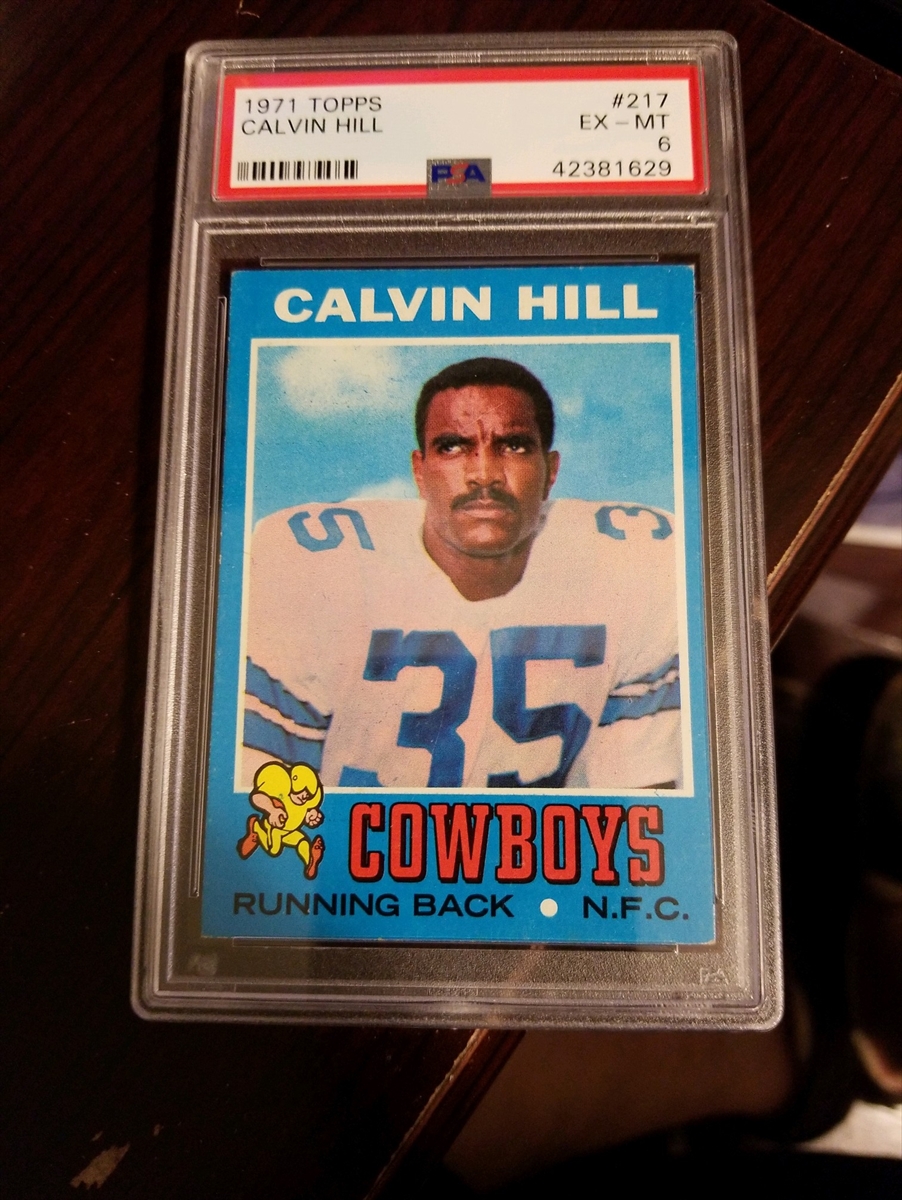 1971 TOPPS #217
CALVIN HILL EX - MT
6
PSA 42381629
CALVIN HILL
35 35
35
COWBOYS
RUNNING BACK • N.F.C.